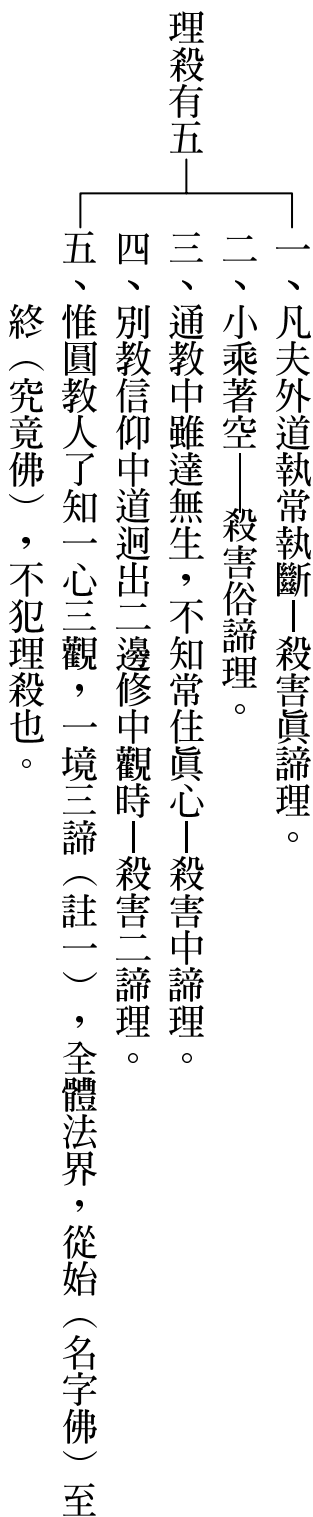 理殺有五
一、凡夫外道執常執斷—殺害眞諦理。
二、小乘著空——殺害俗諦理。
三、通教中雖達無生，不知常住眞心—殺害中諦理。
四、別教信仰中道迥出二邊修中觀時—殺害二諦理。
五、惟圓教人了知一心三觀，一境三諦（註一），全體法界，從始（名字佛）至
終（究竟佛），不犯理殺也。